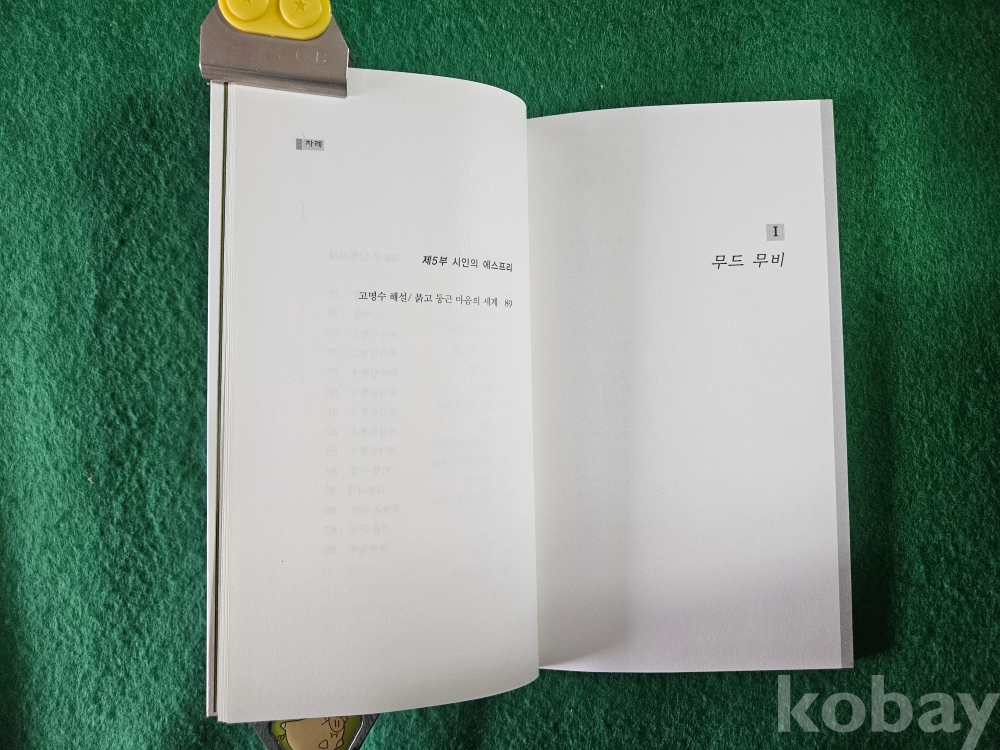 차례
제5부 시인의 에스프리
고명수 해설/ 붉고 둥근 마음의 세계 89
I
무드 무비
kobay